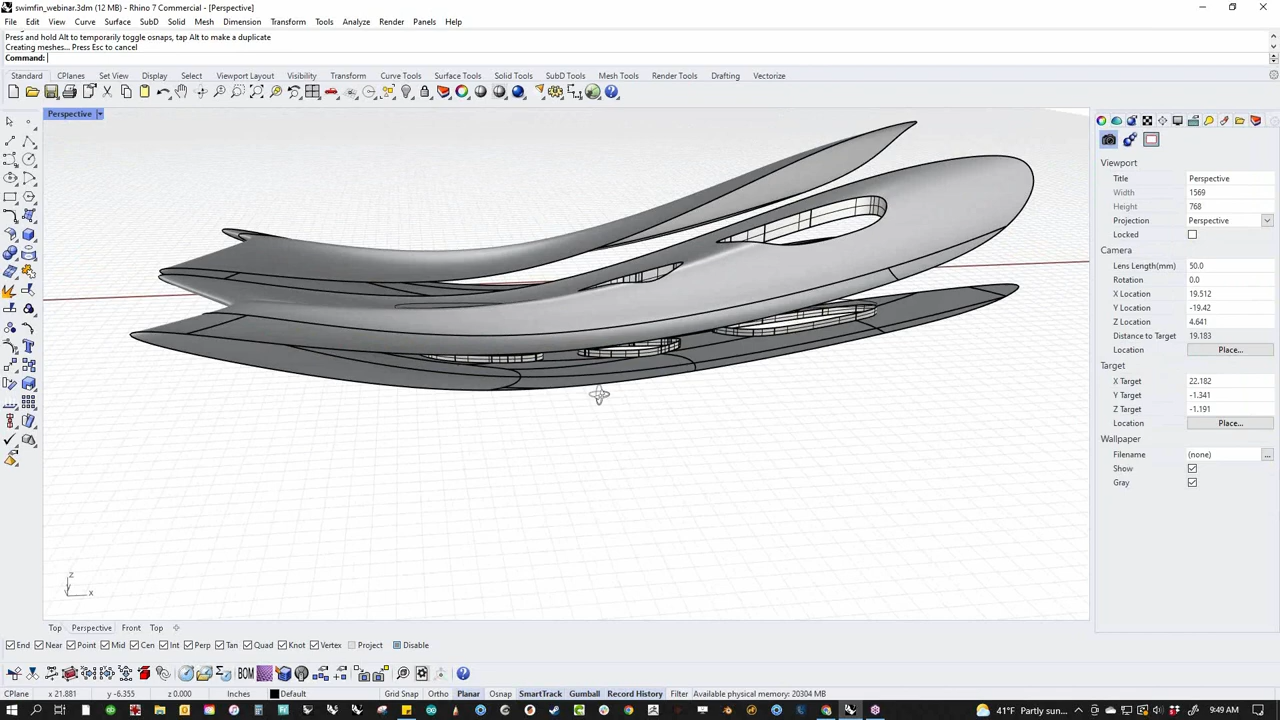 swimfin_webinar.3dm (12 MB) - Rhino 7 Commercial - [Perspective]
File Edit View Curve Surface SubD Solid Mesh Dimension Transform Tools Analyze Render Panels Help
Press and hold Alt to temporarily toggle osnaps, tap Alt to make a duplicate
Creating meshes... Press Esc to cancel
Command:
Standard CPlanes Set View Display Select Viewport Layout Visibility Transform Curve Tools Surface Tools Solid Tools SubD Tools Mesh Tools Render Tools Drafting Vectorize
Perspective
Viewport
Title Perspective
Width 1569
Height 768
Projection Perspective
Locked
Camera
Lens Length(mm) 50.0
Rotation 0.0
X Location 19.512
Y Location -19.42
Z Location 4.641
Distance to Target 19.183
Location Place...
Target
X Target 22.182
Y Target -1.341
Z Target -1.191
Location Place...
Wallpaper
Filename (none) ...
Show
Gray
z
x
Top Perspective Front Top
End Near Point Mid Cen Int Perp Tan Quad Knot Vertex Project Disable
BOM
CPlane x 21.881 y -6.355 z 0.000 Inches Default Grid Snap Ortho Planar Osnap SmartTrack Gumball Record History Filter Available physical memory: 20304 MB
41°F Partly sun... 9:49 AM